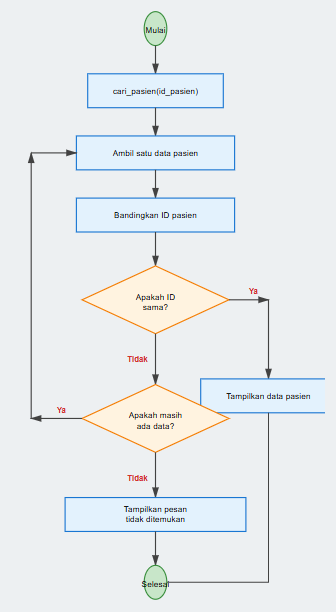 Mulai
cari_pasien(id_pasien)
Ambil satu data pasien
Bandingkan ID pasien
Apakah ID
sama?
Ya
Tidak
Tampilkan data pasien
Apakah masih
ada data?
Ya
Tidak
Tampilkan pesan
tidak ditemukan
Selesai